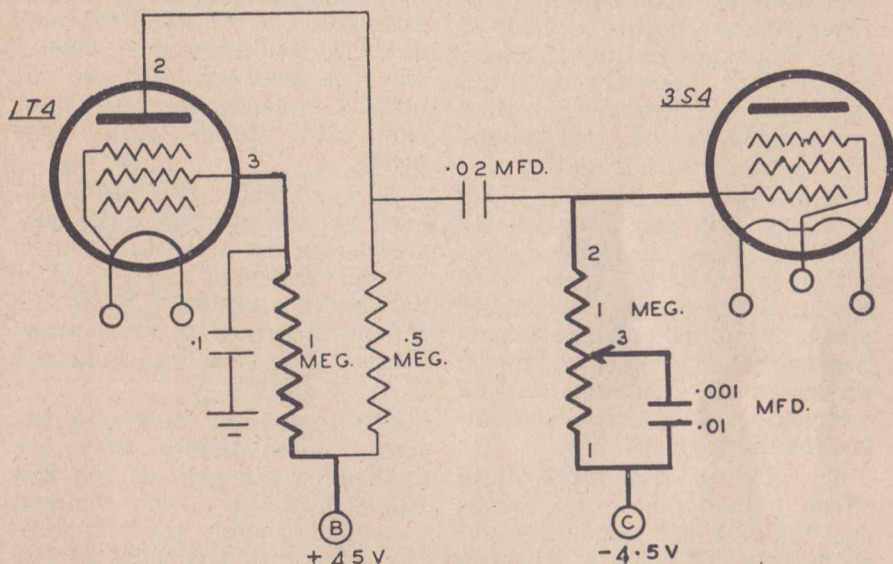 1T4
2
3
.02 MFD.
3S4
2
1
MEG.
3
.1
1
MEG.
.5
MEG.
.001
MFD.
.01
1
B
+ 45 V
C
-4.5V